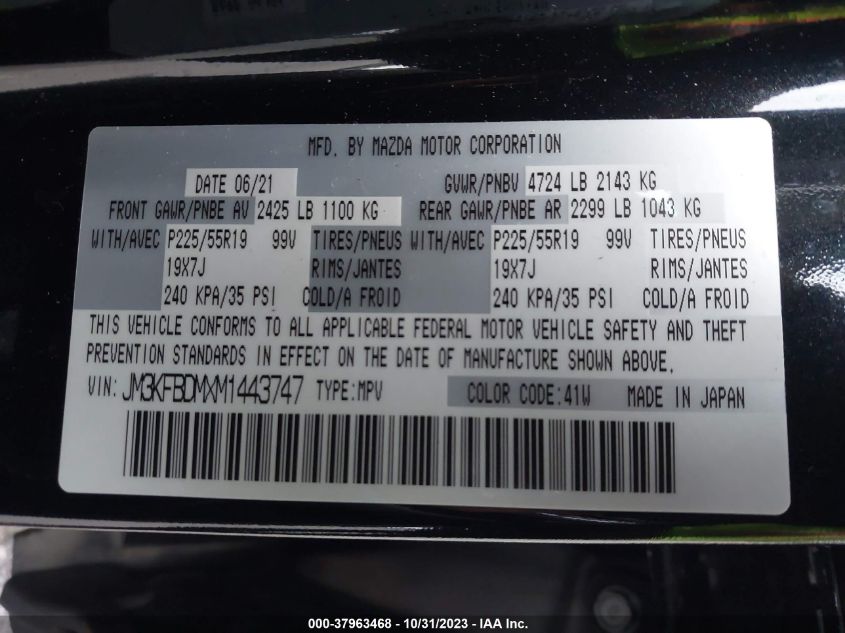 MFD. BY MAZDA MOTOR CORPORATION
DATE 06/21 GVWR/PNBV 4724 LB 2143 KG
FRONT GAWR/PNBE AV 2425 LB 1100 KG REAR GAWR/PNBE AR 2299 LB 1043 KG
WITH/AVEC P225/55R19 99V TIRES/PNEUS WITH/AVEC P225/55R19 99V TIRES/PNEUS
19X7J RIMS/JANTES 19X7J RIMS/JANTES
240 KPA/35 PSI COLD/A FROID 240 KPA/35 PSI COLD/A FROID
THIS VEHICLE CONFORMS TO ALL APPLICABLE FEDERAL MOTOR VEHICLE SAFETY AND THEFT
PREVENTION STANDARDS IN EFFECT ON THE DATE OF MANUFACTURE SHOWN ABOVE.
VIN: JM3KFBDMXM1443747 TYPE:MPV COLOR CODE:41W MADE IN JAPAN
000-37963468 - 10/31/2023 - IAA Inc.